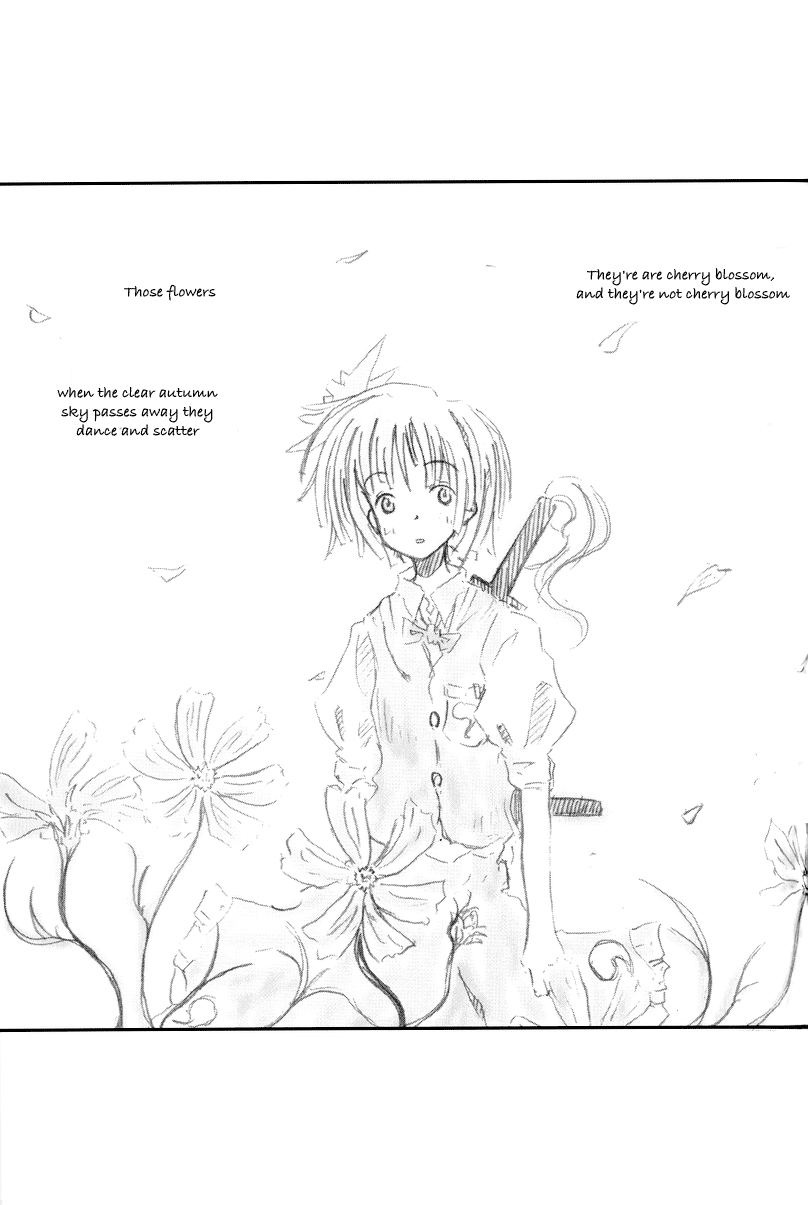 They're are cherry blossom,
and they're not cherry blossom
Those flowers
when the clear autumn
sky passes away they
dance and scatter